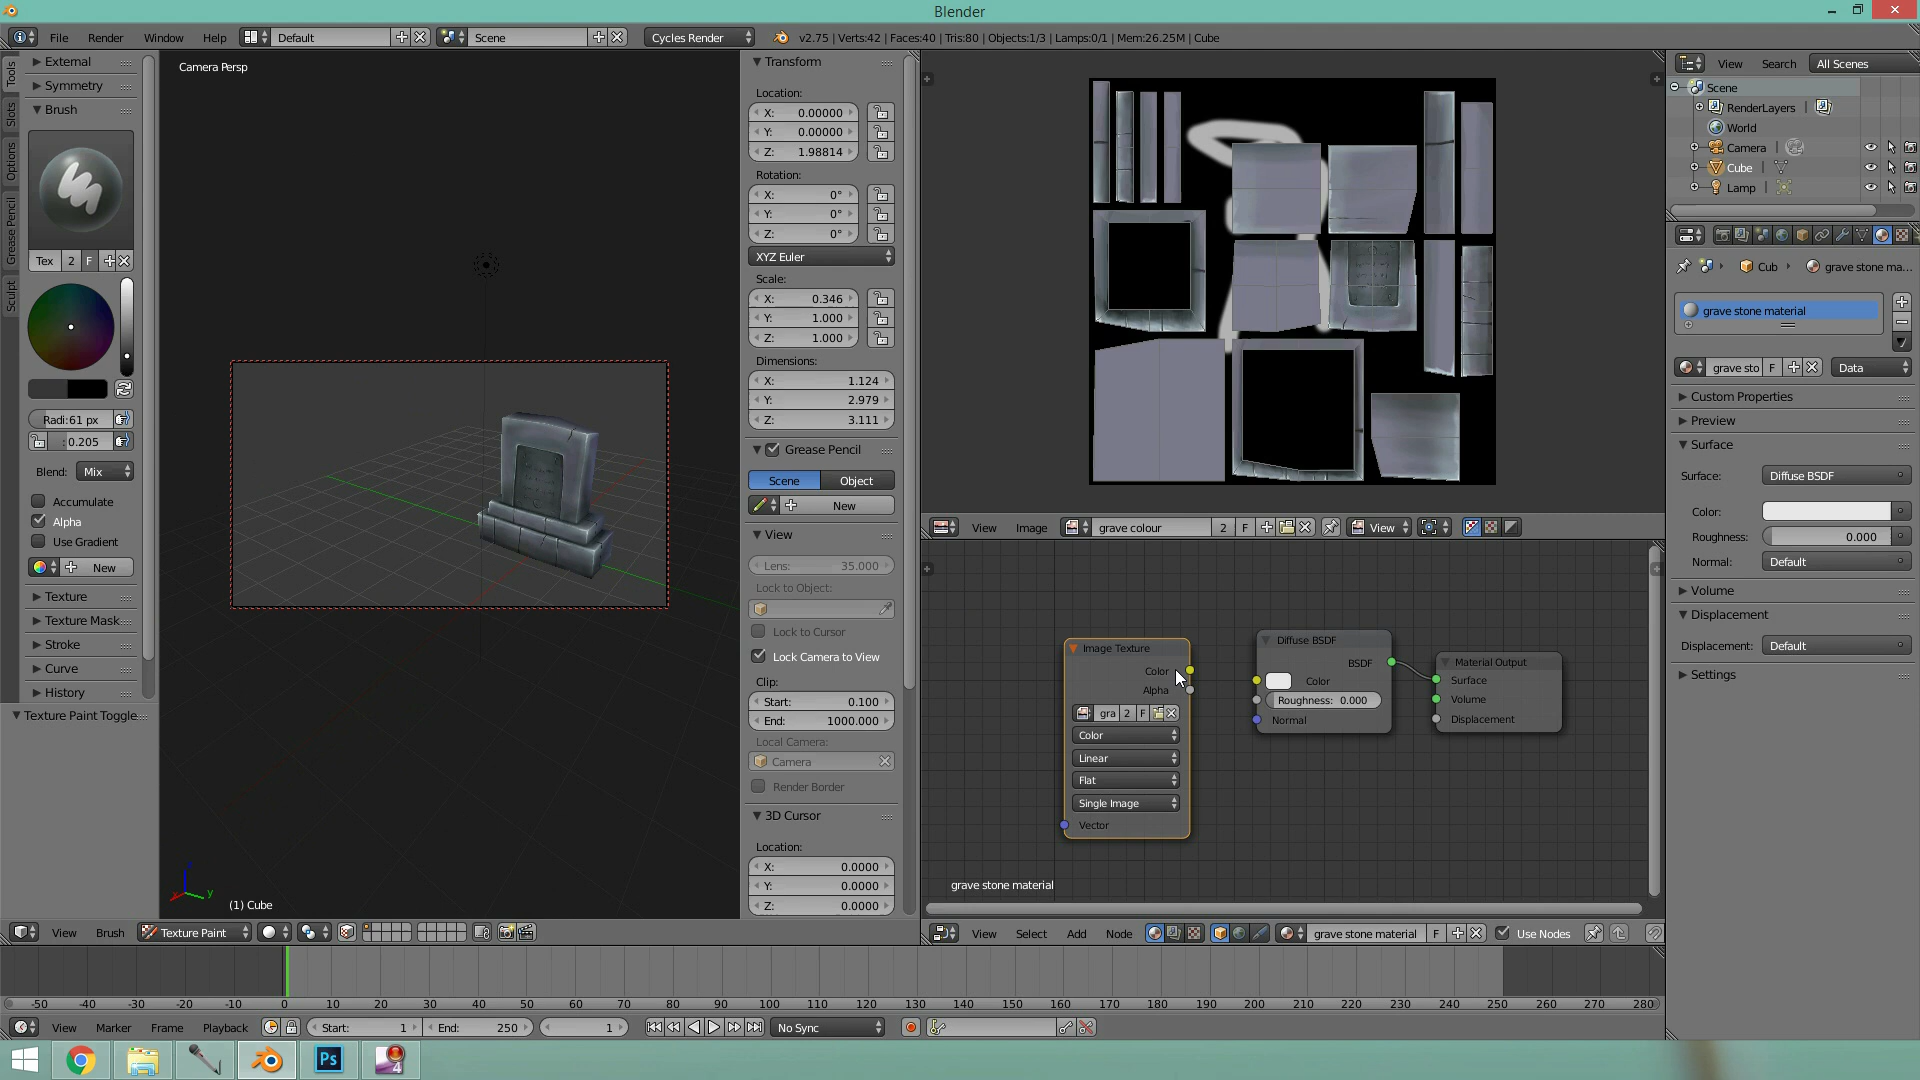 Blender
File Render Window Help Default Scene Cycles Render v2.75 | Verts:42 | Faces:40 | Tris:80 | Objects:1/3 | Lamps:0/1 | Mem:26.25M | Cube
Tools
Slots
Options
Grease Pencil
Sculpt
External
Symmetry
Brush
Tex 2 F
Radi:61 px
: 0.205
Blend: Mix
Accumulate
Alpha
Use Gradient
New
Texture
Texture Mask
Stroke
Curve
History
Texture Paint Toggle
Camera Persp
(1) Cube
Transform
Location:
X: 0.00000
Y: 0.00000
Z: 1.98814
Rotation:
X: 0°
Y: 0°
Z: 0°
XYZ Euler
Scale:
X: 0.346
Y: 1.000
Z: 1.000
Dimensions:
X: 1.124
Y: 2.979
Z: 3.111
Grease Pencil
Scene Object
New
View
Lens: 35.000
Lock to Object:
Lock to Cursor
Lock Camera to View
Clip:
Start: 0.100
End: 1000.000
Local Camera:
Camera
Render Border
3D Cursor
Location:
X: 0.0000
Y: 0.0000
Z: 0.0000
View Image grave colour 2 F View
Image Texture
Color
Alpha
gra 2 F
Color
Linear
Flat
Single Image
Vector
Diffuse BSDF
BSDF
Color
Roughness: 0.000
Normal
Material Output
Surface
Volume
Displacement
grave stone material
View Select Add Node grave stone material F Use Nodes
View Search All Scenes
Scene
RenderLayers |
World
Camera |
Cube |
Lamp |
Cub grave stone ma...
grave stone material
grave sto F Data
Custom Properties
Preview
Surface
Surface: Diffuse BSDF
Color:
Roughness: 0.000
Normal: Default
Volume
Displacement
Displacement: Default
Settings
View Brush Texture Paint
-50 -40 -30 -20 -10 0 10 20 30 40 50 60 70 80 90 100 110 120 130 140 150 160 170 180 190 200 210 220 230 240 250 260 270 280
View Marker Frame Playback Start: 1 End: 250 1 No Sync
Ps 4